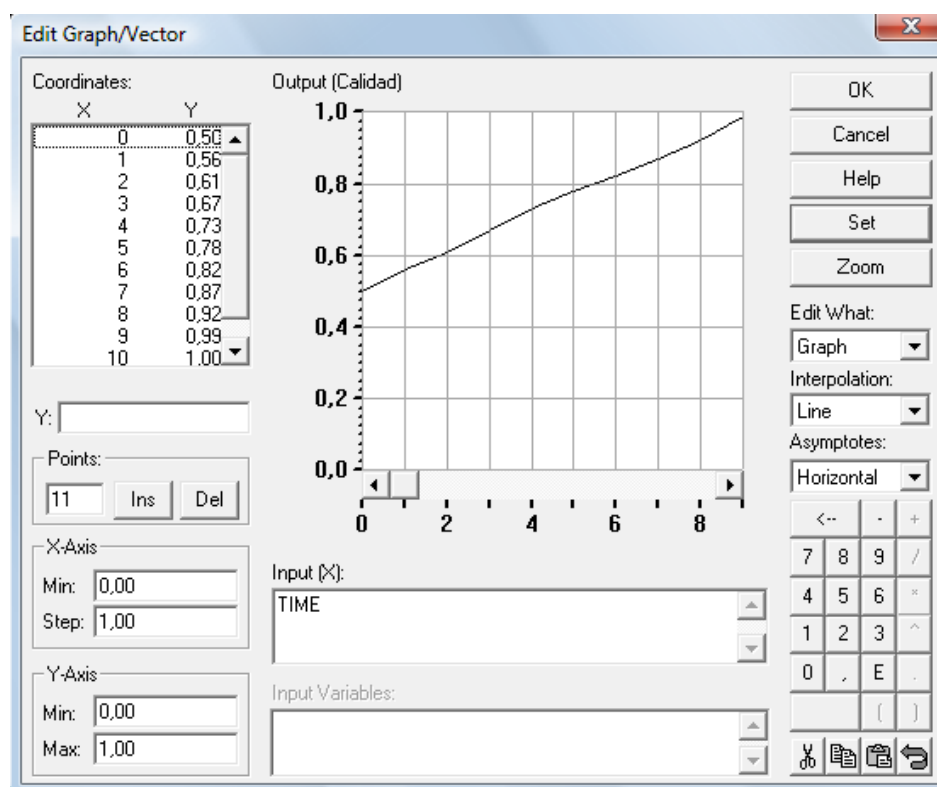 Edit Graph/Vector
Coordinates:
X Y
0 0,50
1 0,56
2 0,61
3 0,67
4 0,73
5 0,78
6 0,82
7 0,87
8 0,92
9 0,99
10 1,00
Y:
Points:
11 Ins Del
X-Axis
Min: 0,00
Step: 1,00
Y-Axis
Min: 0,00
Max: 1,00
Output (Calidad)
1,0
0,8
0,6
0,4
0,2
0,0
0 2 4 6 8
Input (X):
TIME
Input Variables:
OK
Cancel
Help
Set
Zoom
Edit What:
Graph
Interpolation:
Line
Asymptotes:
Horizontal
<-- - +
7 8 9 /
4 5 6 *
1 2 3 ^
0 , E .
( )